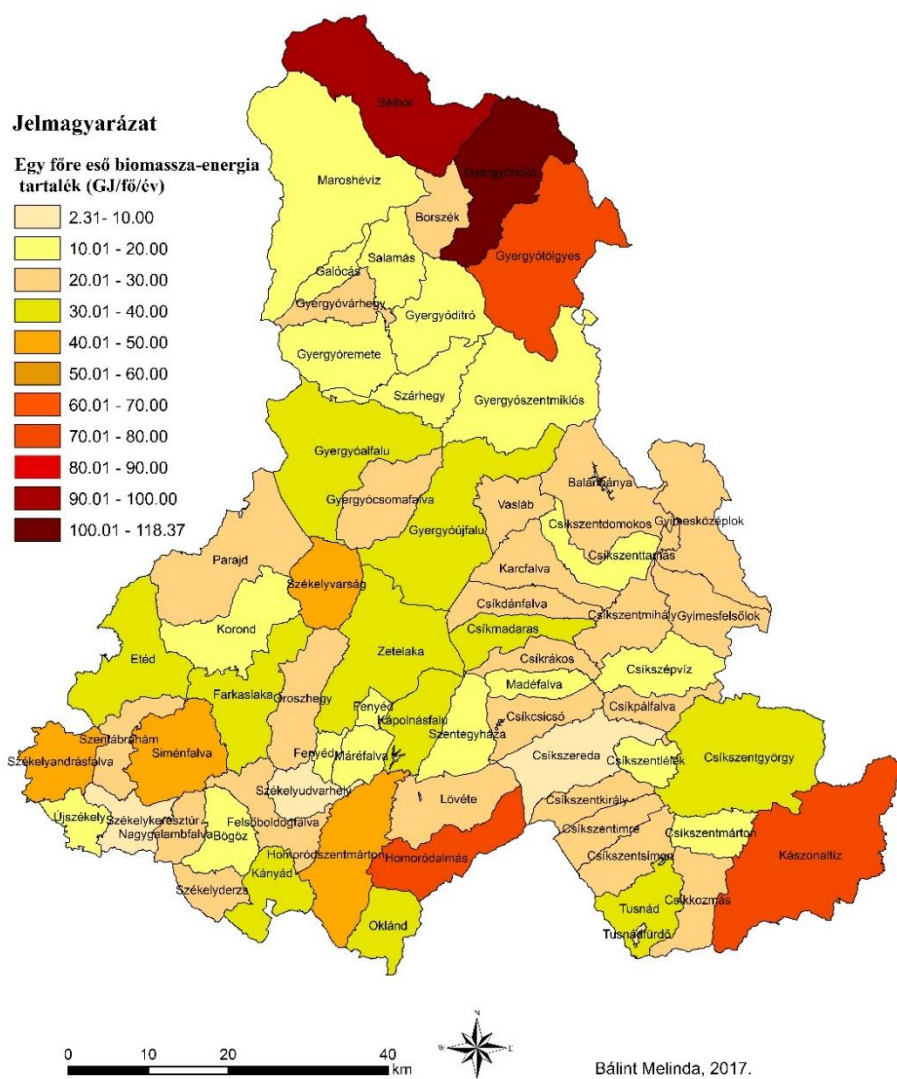 Jelmagyarázat
Egy főre eső biomassza-energia
tartalék (GJ/fő/év)
2.31- 10.00
10.01 - 20.00
20.01 - 30.00
30.01 - 40.00
40.01 - 50.00
50.01 - 60.00
60.01 - 70.00
70.01 - 80.00
80.01 - 90.00
90.01 - 100.00
100.01 - 118.37
Bélbor
Gyergyóholló
Maroshévíz
Borszék
Gyergyótölgyes
Salamás
Galócás
Gyergyóvárhegy
Gyergyóditró
Gyergyóremete
Szárhegy
Gyergyószentmiklós
Gyergyóalfalu
Gyergyócsomafalva
Balánbánya
Vasláb
Csíkszentdomokos
Gyimesközéplok
Gyergyóújfalu
Csíkszenttamás
Parajd
Karcfalva
Székelyvarság
Csíkdánfalva
Csíkszentmihály
Gyimesfelsőlok
Korond
Csíkmadaras
Zetelaka
Etéd
Csíkrákos
Csíkszépvíz
Farkaslaka
Oroszhegy
Madéfalva
Fenyéd
Kápolnásfalu
Csíkpálfalva
Csíkcsicsó
Szentegyháza
Szentábrahám
Siménfalva
Fenyéd
Máréfalva
Csíkszereda
Csíkszentlélek
Csíkszentgyörgy
Székelyandrásfalva
Székelyudvarhely
Lövéte
Csíkszentkirály
Újszékely
Székelykeresztúr
Felsőboldogfalva
Nagygalambfalva
Bögöz
Csíkszentimre
Csíkszentmárton
Homoródszentmárton
Homoródalmás
Csíkszentsimon
Kászonaltíz
Székelyderzs
Kányád
Csíkkozmás
Tusnád
Oklánd
Tusnádfürdő
N
W
E
S
0
10
20
40
km
Bálint Melinda, 2017.